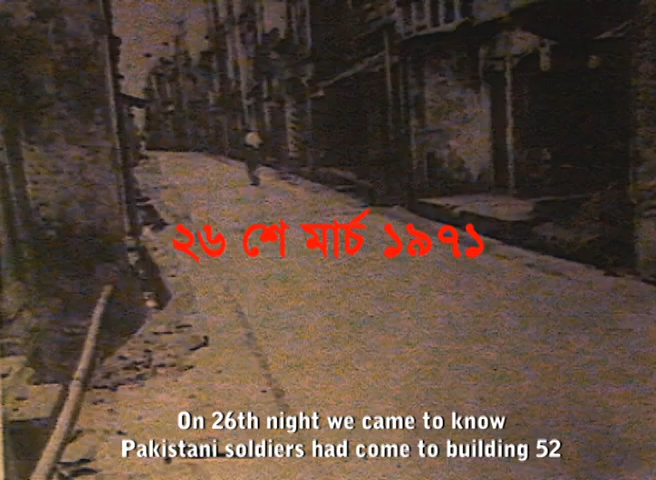 ২৬ শে মার্চ ১৯৭১
On 26th night we came to know
Pakistani soldiers had come to building 52